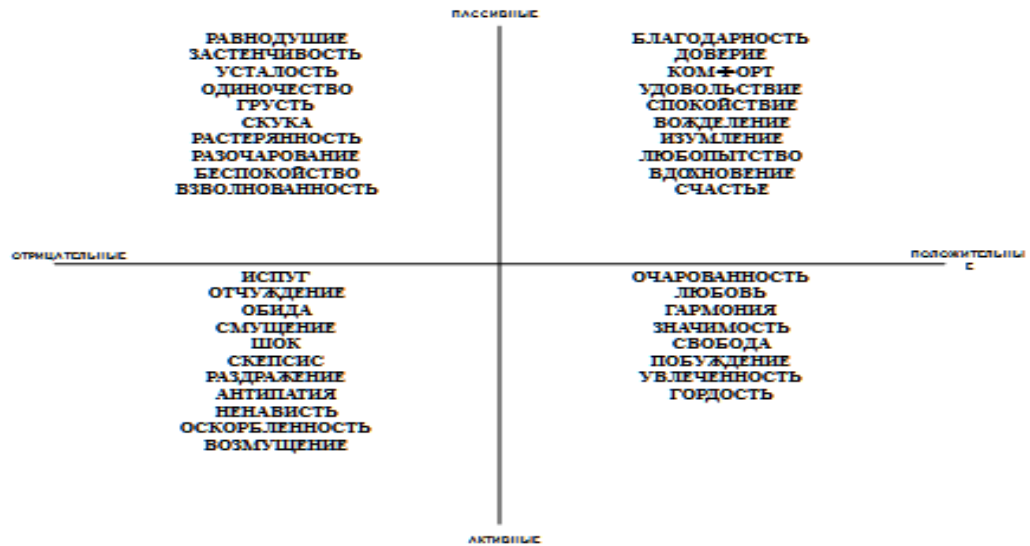 ПАССИВНЫЕ
РАВНОДУШИЕ
ЗАСТЕНЧИВОСТЬ
УСТАЛОСТЬ
ОДИНОЧЕСТВО
ГРУСТЬ
СКУКА
РАСТЕРЯННОСТЬ
РАЗОЧАРОВАНИЕ
БЕСПОКОЙСТВО
ВЗВОЛНОВАННОСТЬ
БЛАГОДАРНОСТЬ
ДОВЕРИЕ
КОМФОРТ
УДОВОЛЬСТВИЕ
СПОКОЙСТВИЕ
ВОЖДЕЛЕНИЕ
ИЗУМЛЕНИЕ
ЛЮБОПЫТСТВО
ВДОХНОВЕНИЕ
СЧАСТЬЕ
ОТРИЦАТЕЛЬНЫЕ
ПОЛОЖИТЕЛЬНЫ
Е
ИСПУГ
ОТЧУЖДЕНИЕ
ОБИДА
СМУЩЕНИЕ
ШОК
СКЕПСИС
РАЗДРАЖЕНИЕ
АНТИПАТИЯ
НЕНАВИСТЬ
ОСКОРБЛЕННОСТЬ
ВОЗМУЩЕНИЕ
ОЧАРОВАННОСТЬ
ЛЮБОВЬ
ГАРМОНИЯ
ЗНАЧИМОСТЬ
СВОБОДА
ПОБУЖДЕНИЕ
УВЛЕЧЕННОСТЬ
ГОРДОСТЬ
АКТИВНЫЕ